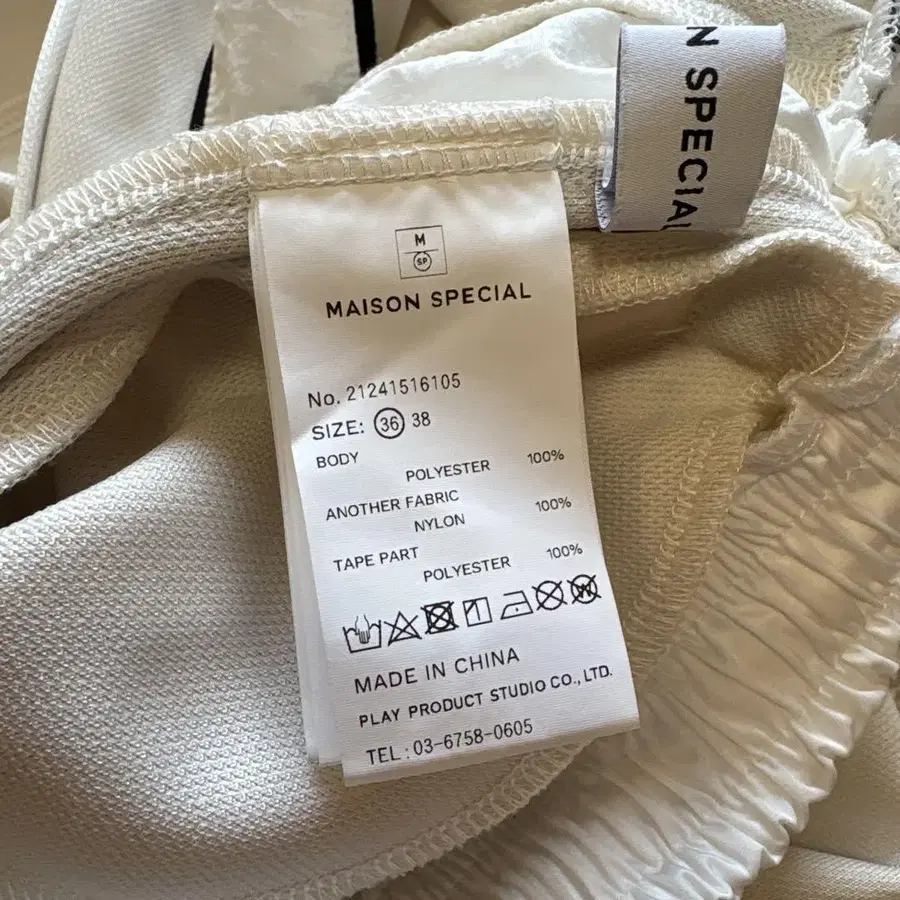 N SPECIAL
M
SP
MAISON SPECIAL
No. 21241516105
SIZE: 36 38
BODY
POLYESTER 100%
ANOTHER FABRIC
NYLON 100%
TAPE PART
POLYESTER 100%
W
MADE IN CHINA
PLAY PRODUCT STUDIO CO., LTD.
TEL : 03-6758-0605